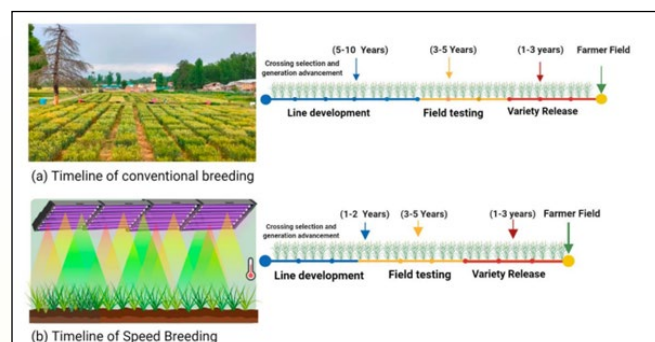 (5-10 Years)
(3-5 Years)
(1-3 years)
Farmer Field
Crossing selection and
generation advancement
Line development
Field testing
Variety Release
(a) Timeline of conventional breeding
(1-2 Years)
(3-5 Years)
(1-3 years)
Farmer Field
Crossing selection and
generation advancement
Line development
Field testing
Variety Release
(b) Timeline of Speed Breeding